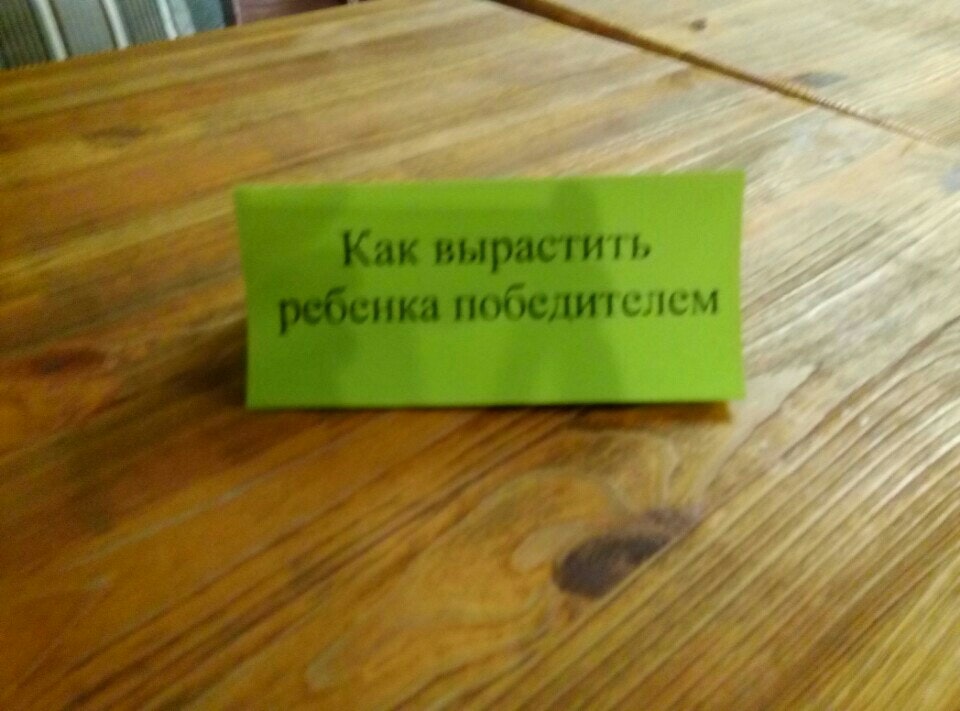 Как вырастить
ребенка победителем